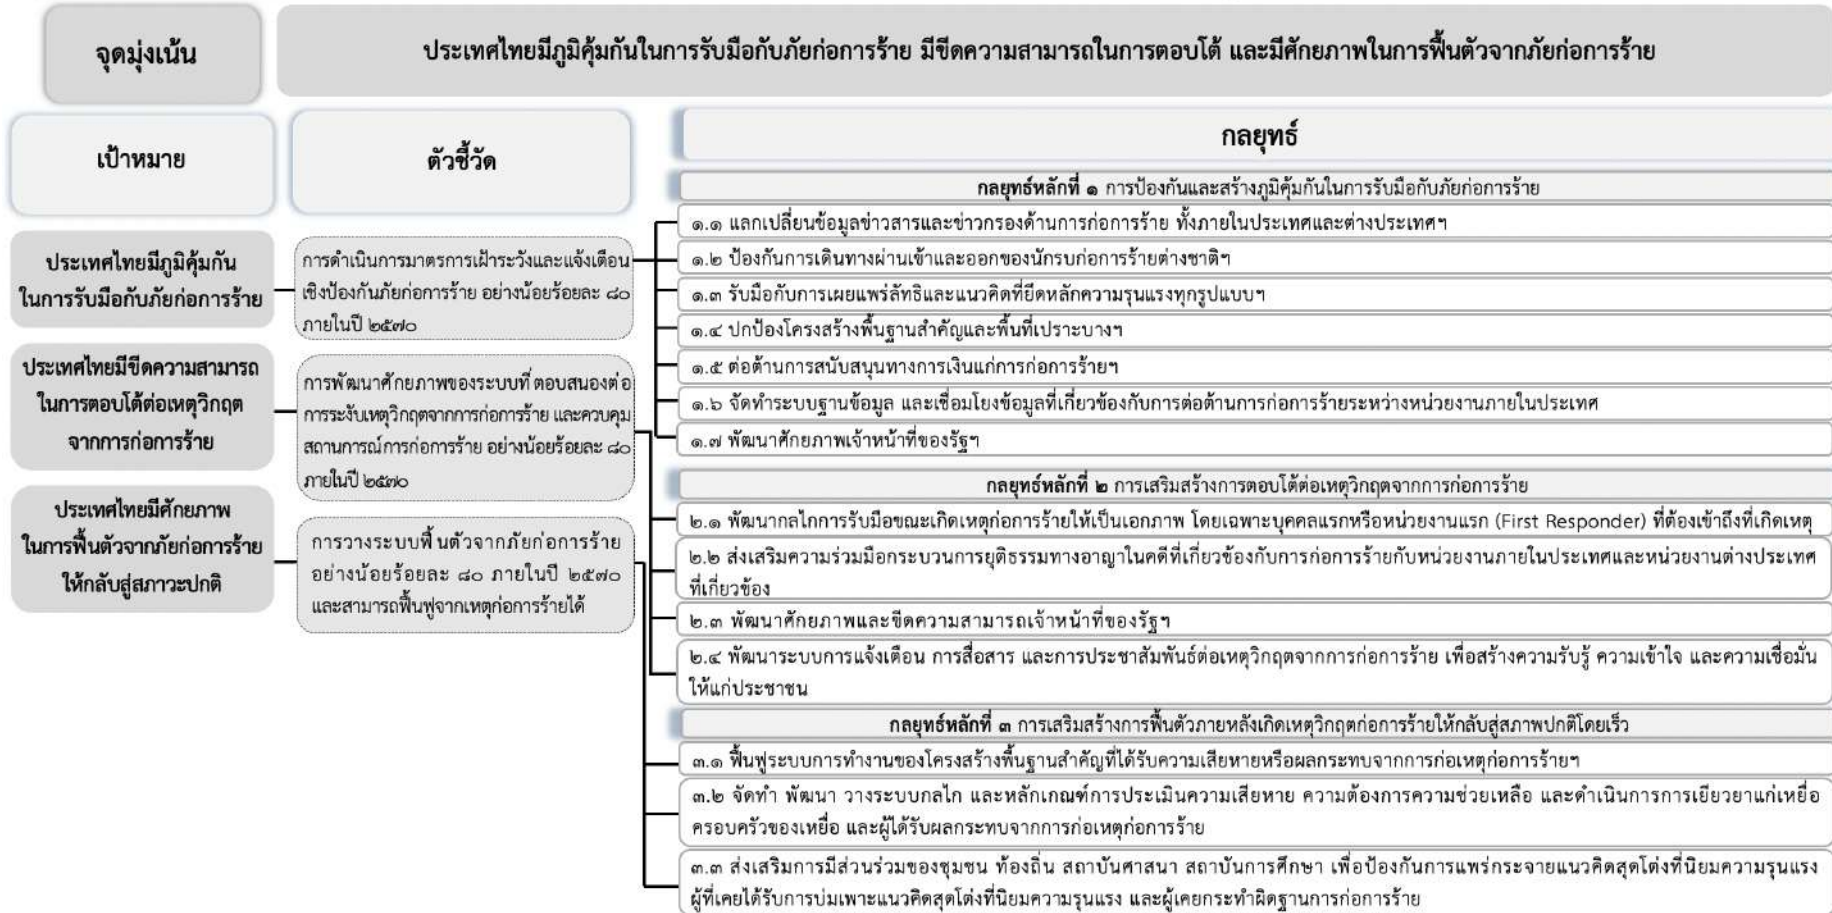 จุดมุ่งเน้น
ประเทศไทยมีภูมิคุ้มกันในการรับมือกับภัยก่อการร้าย มีขีดความสามารถในการตอบโต้ และมีศักยภาพในการฟื้นตัวจากภัยก่อการร้าย
เป้าหมาย
ตัวชี้วัด
กลยุทธ์
ประเทศไทยมีภูมิคุ้มกัน
ในการรับมือกับภัยก่อการร้าย
ประเทศไทยมีขีดความสามารถ
ในการตอบโต้ต่อเหตุวิกฤต
จากการก่อการร้าย
ประเทศไทยมีศักยภาพ
ในการฟื้นตัวจากภัยก่อการร้าย
ให้กลับสู่สภาวะปกติ
การดำเนินการมาตรการเฝ้าระวังและแจ้งเตือน
เชิงป้องกันภัยก่อการร้าย อย่างน้อยร้อยละ ๘๐
ภายในปี ๒๕๗๐
การพัฒนาศักยภาพของระบบที่ตอบสนองต่อ
การระงับเหตุวิกฤตจากการก่อการร้าย และควบคุม
สถานการณ์การก่อการร้าย อย่างน้อยร้อยละ ๘๐
ภายในปี ๒๕๗๐
การวางระบบฟื้นตัวจากภัยก่อการร้าย
อย่างน้อยร้อยละ ๘๐ ภายในปี ๒๕๗๐
และสามารถฟื้นฟูจากเหตุก่อการร้ายได้
กลยุทธ์หลักที่ ๑ การป้องกันและสร้างภูมิคุ้มกันในการรับมือกับภัยก่อการร้าย
๑.๑ แลกเปลี่ยนข้อมูลข่าวสารและข่าวกรองด้านการก่อการร้าย ทั้งภายในประเทศและต่างประเทศฯ
๑.๒ ป้องกันการเดินทางผ่านเข้าและออกของนักรบก่อการร้ายต่างชาติฯ
๑.๓ รับมือกับการเผยแพร่ลัทธิและแนวคิดที่ยึดหลักความรุนแรงทุกรูปแบบฯ
๑.๔ ปกป้องโครงสร้างพื้นฐานสำคัญและพื้นที่เปราะบางฯ
๑.๕ ต่อต้านการสนับสนุนทางการเงินแก่การก่อการร้ายฯ
๑.๖ จัดทำระบบฐานข้อมูล และเชื่อมโยงข้อมูลที่เกี่ยวข้องกับการต่อต้านการก่อการร้ายระหว่างหน่วยงานภายในประเทศ
๑.๗ พัฒนาศักยภาพเจ้าหน้าที่ของรัฐฯ
กลยุทธ์หลักที่ ๒ การเสริมสร้างการตอบโต้ต่อเหตุวิกฤตจากการก่อการร้าย
๒.๑ พัฒนากลไกการรับมือขณะเกิดเหตุก่อการร้ายให้เป็นเอกภาพ โดยเฉพาะบุคคลแรกหรือหน่วยงานแรก (First Responder) ที่ต้องเข้าถึงที่เกิดเหตุ
๒.๒ ส่งเสริมความร่วมมือกระบวนการยุติธรรมทางอาญาในคดีที่เกี่ยวข้องกับการก่อการร้ายกับหน่วยงานภายในประเทศและหน่วยงานต่างประเทศ
ที่เกี่ยวข้อง
๒.๓ พัฒนาศักยภาพและขีดความสามารถเจ้าหน้าที่ของรัฐฯ
๒.๔ พัฒนาระบบการแจ้งเตือน การสื่อสาร และการประชาสัมพันธ์ต่อเหตุวิกฤตจากการก่อการร้าย เพื่อสร้างความรับรู้ ความเข้าใจ และความเชื่อมั่น
ให้แก่ประชาชน
กลยุทธ์หลักที่ ๓ การเสริมสร้างการฟื้นตัวภายหลังเกิดเหตุวิกฤตก่อการร้ายให้กลับสู่สภาพปกติโดยเร็ว
๓.๑ ฟื้นฟูระบบการทำงานของโครงสร้างพื้นฐานสำคัญที่ได้รับความเสียหายหรือผลกระทบจากการก่อเหตุก่อการร้ายฯ
๓.๒ จัดทำ พัฒนา วางระบบกลไก และหลักเกณฑ์การประเมินความเสียหาย ความต้องการความช่วยเหลือ และดำเนินการการเยียวยาแก่เหยื่อ
ครอบครัวของเหยื่อ และผู้ได้รับผลกระทบจากการก่อเหตุก่อการร้าย
๓.๓ ส่งเสริมการมีส่วนร่วมของชุมชน ท้องถิ่น สถาบันศาสนา สถาบันการศึกษา เพื่อป้องกันการแพร่กระจายแนวคิดสุดโต่งที่นิยมความรุนแรง
ผู้ที่เคยได้รับการบ่มเพาะแนวคิดสุดโต่งที่นิยมความรุนแรง และผู้เคยกระทำผิดฐานการก่อการร้าย